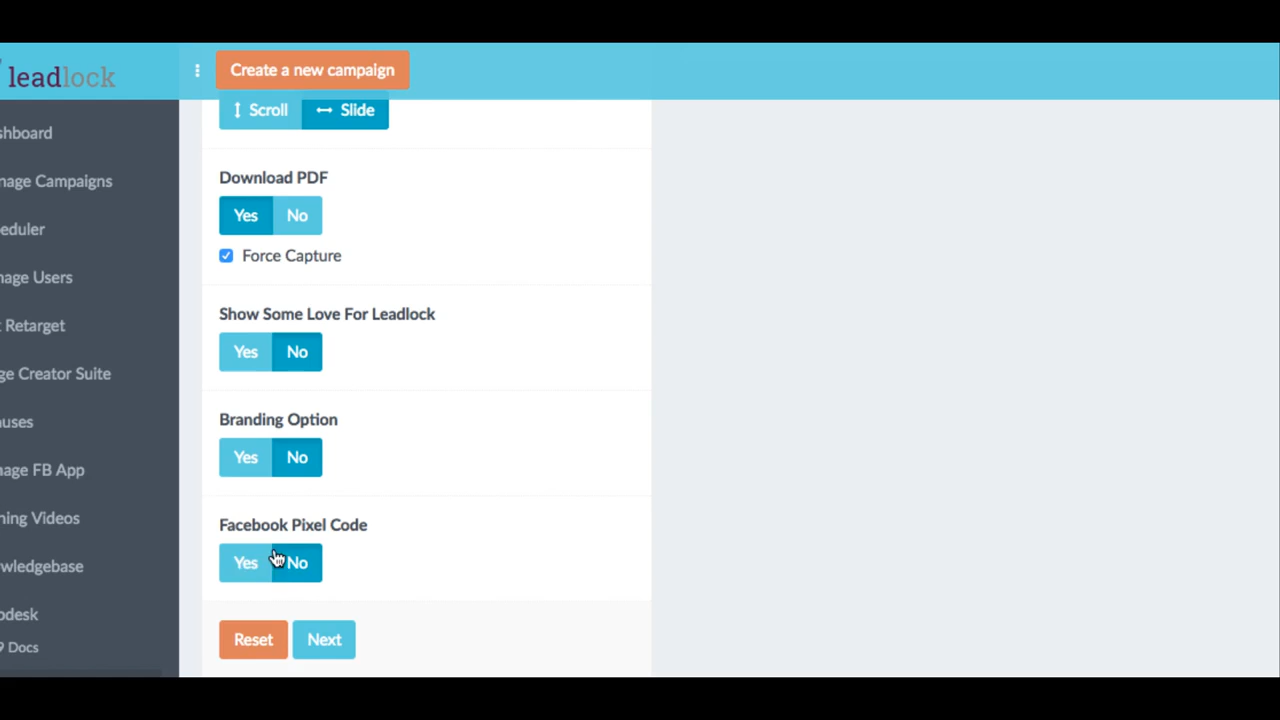 leadlock
Create a new campaign
Scroll Slide
shboard
nage Campaigns
eduler
nage Users
Retarget
ge Creator Suite
uses
nage FB App
ning Videos
wledgebase
pdesk
Docs
Download PDF
Yes No
Force Capture
Show Some Love For Leadlock
Yes No
Branding Option
Yes No
Facebook Pixel Code
Yes No
Reset Next